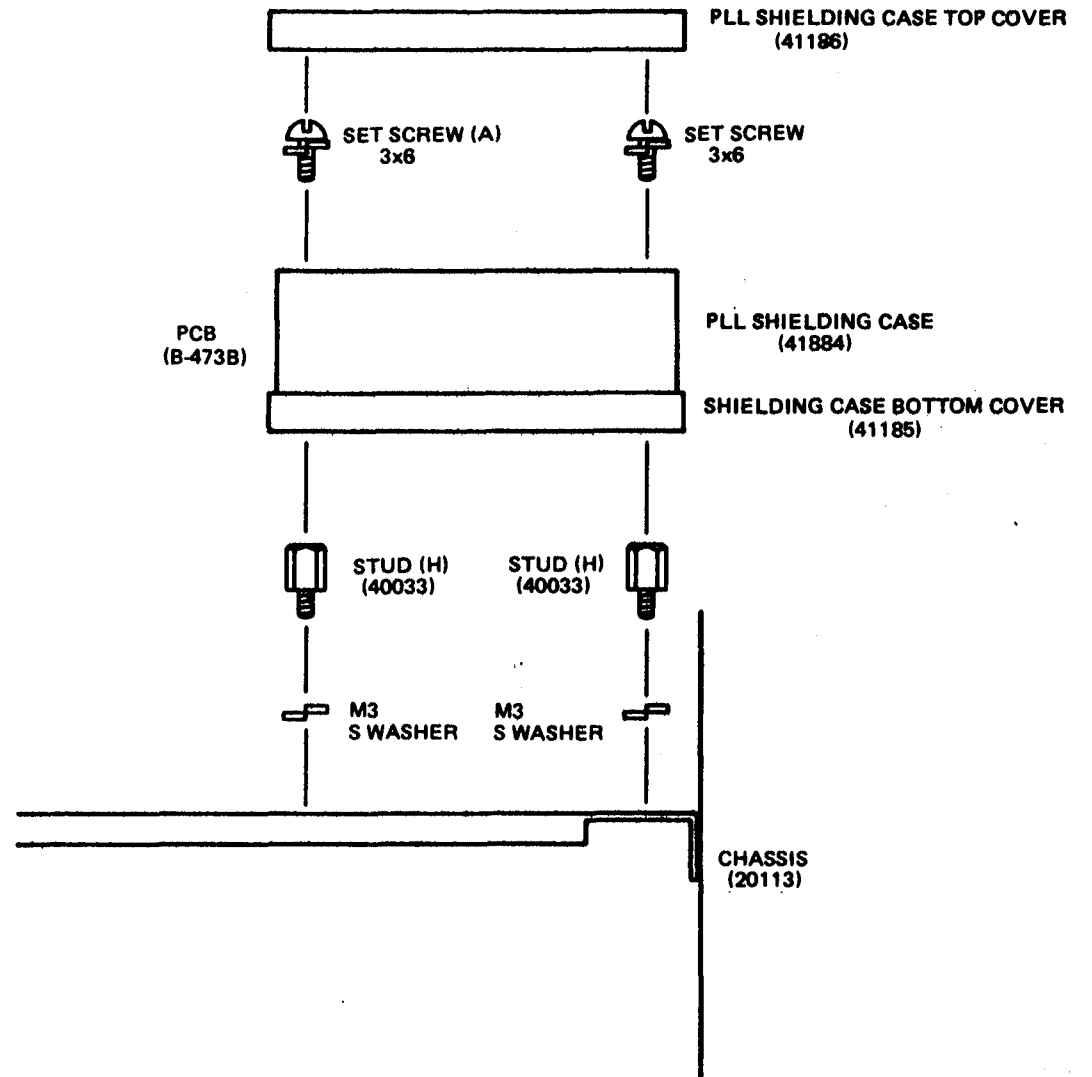 PLL SHIELDING CASE TOP COVER
(41186)
SET SCREW (A)
3x6
SET SCREW
3x6
PCB
(B-473B)
PLL SHIELDING CASE
(41884)
SHIELDING CASE BOTTOM COVER
(41185)
STUD (H)
(40033)
STUD (H)
(40033)
M3
S WASHER
M3
S WASHER
CHASSIS
(20113)